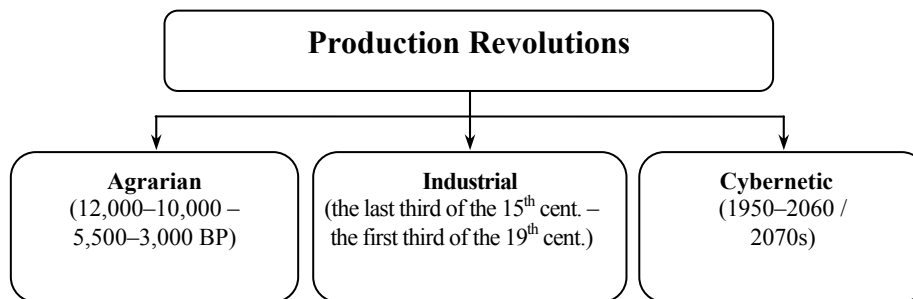 Production Revolutions
Agrarian
(12,000–10,000 –
5,500–3,000 BP)
Industrial
(the last third of the 15th cent. –
the first third of the 19th cent.)
Cybernetic
(1950–2060 /
2070s)